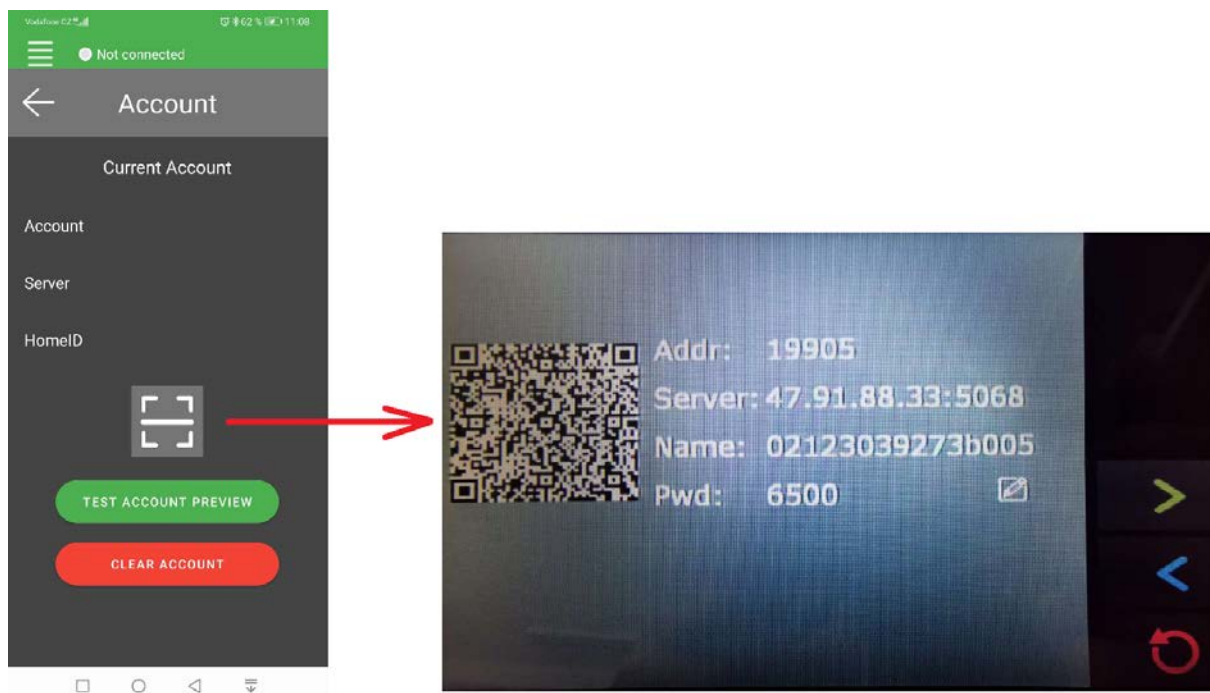 Vodafone CZ 62 % 11:08
Not connected
Account
Current Account
Account
Server
HomeID
TEST ACCOUNT PREVIEW
CLEAR ACCOUNT
Addr: 19905
Server: 47.91.88.33:5068
Name: 02123039273b005
Pwd: 6500